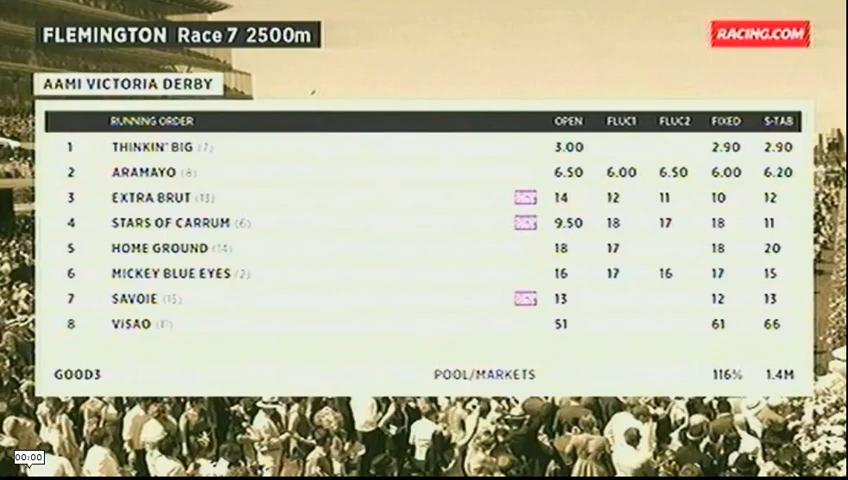 FLEMINGTON Race 7 2500m
RACING.COM
AAMI VICTORIA DERBY
RUNNING ORDER OPEN FLUC1 FLUC2 FIXED S-TAB
1 THINKIN' BIG (7) 3.00 2.90 2.90
2 ARAMAYO (8) 6.50 6.00 6.50 6.00 6.20
3 EXTRA BRUT (13) 14 12 11 10 12
4 STARS OF CARRUM (6) 9.50 18 17 18 11
5 HOME GROUND (14) 18 17 18 20
6 MICKEY BLUE EYES (2) 16 17 16 17 15
7 SAVOIE (15) 13 12 13
8 VISAO 51 61 66
GOOD3 POOL/MARKETS 116% 1.4M
00:00